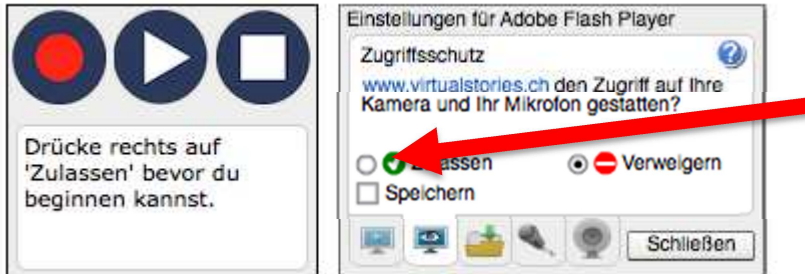 Drücke rechts auf
'Zulassen' bevor du
beginnen kannst.
Einstellungen für Adobe Flash Player
Zugriffsschutz
www.virtualstories.ch den Zugriff auf Ihre
Kamera und Ihr Mikrofon gestatten?
Zulassen Verweigern
Speichern
Schließen